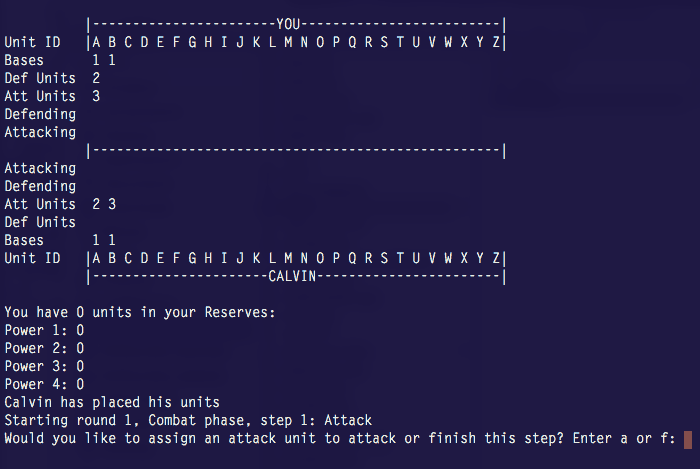 |-----------------------YOU-------------------------|
Unit ID |A B C D E F G H I J K L M N O P Q R S T U V W X Y Z|
Bases 1 1
Def Units 2
Att Units 3
Defending
Attacking
|---------------------------------------------------|
Attacking
Defending
Att Units 2 3
Def Units
Bases 1 1
Unit ID |A B C D E F G H I J K L M N O P Q R S T U V W X Y Z|
|----------------------CALVIN-----------------------|
You have 0 units in your Reserves:
Power 1: 0
Power 2: 0
Power 3: 0
Power 4: 0
Calvin has placed his units
Starting round 1, Combat phase, step 1: Attack
Would you like to assign an attack unit to attack or finish this step? Enter a or f: